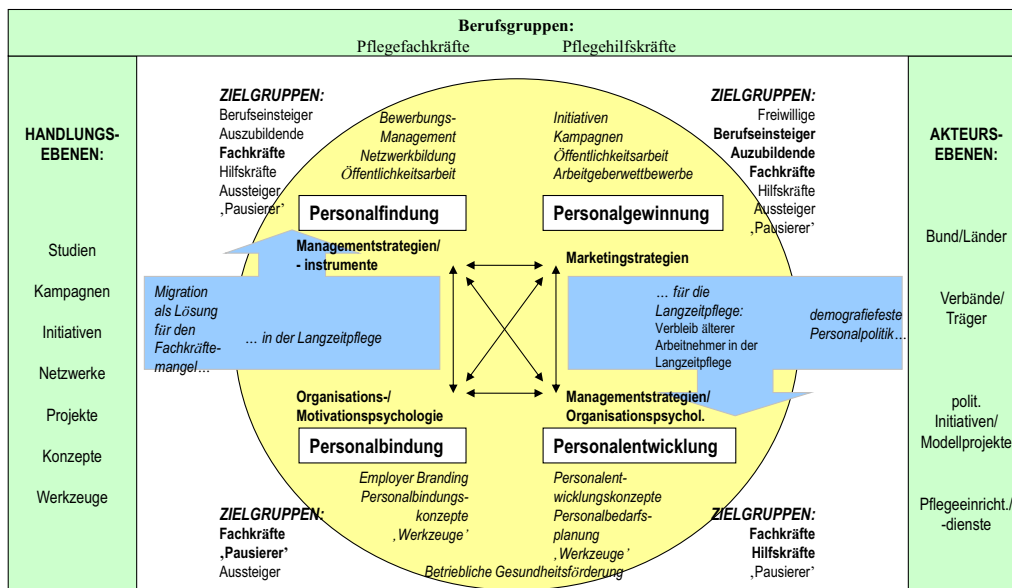 Berufsgruppen:
Pflegefachkräfte Pflegehilfskräfte
HANDLUNGS-
EBENEN:
Studien
Kampagnen
Initiativen
Netzwerke
Projekte
Konzepte
Werkzeuge
ZIELGRUPPEN:
Berufseinsteiger
Auszubildende
Fachkräfte
Hilfskräfte
Aussteiger
‚Pausierer’
Bewerbungs-
Management
Netzwerkbildung
Öffentlichkeitsarbeit
Initiativen
Kampagnen
Öffentlichkeitsarbeit
Arbeitgeberwettbewerbe
ZIELGRUPPEN:
Freiwillige
Berufseinsteiger
Auzubildende
Fachkräfte
Hilfskräfte
Aussteiger
‚Pausierer’
Personalfindung
Personalgewinnung
Managementstrategien/
- instrumente
Marketingstrategien
Migration
als Lösung
für den
Fachkräfte-
mangel…
… in der Langzeitpflege
… für die
Langzeitpflege:
Verbleib älterer
Arbeitnehmer in der
Langzeitpflege
demografiefeste
Personalpolitik…
Organisations-/
Motivationspsychologie
Managementstrategien/
Organisationspsychol.
Personalbindung
Personalentwicklung
Employer Branding
Personalbindungs-
konzepte
‚Werkzeuge’
Personalent-
wicklungskonzepte
Personalbedarfs-
planung
‚Werkzeuge’
Betriebliche Gesundheitsförderung
ZIELGRUPPEN:
Fachkräfte
‚Pausierer’
Aussteiger
ZIELGRUPPEN:
Fachkräfte
Hilfskräfte
‚Pausierer’
AKTEURS-
EBENEN:
Bund/Länder
Verbände/
Träger
polit.
Initiativen/
Modellprojekte
Pflegeeinricht./
-dienste